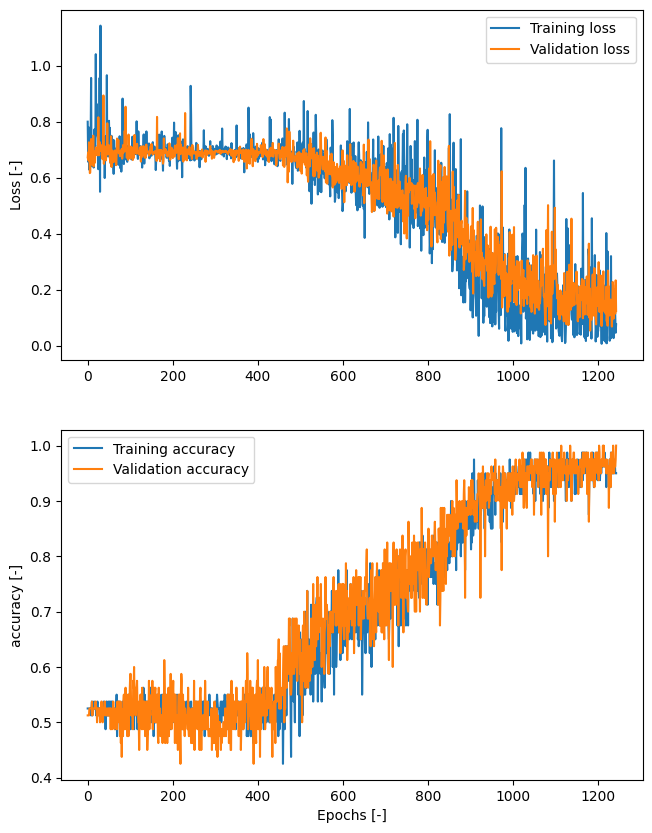 Training loss
Validation loss
Loss [-]
1.0
0.8
0.6
0.4
0.2
0.0
0 200 400 600 800 1000 1200
Training accuracy
Validation accuracy
accuracy [-]
1.0
0.9
0.8
0.7
0.6
0.5
0.4
0 200 400 600 800 1000 1200
Epochs [-]